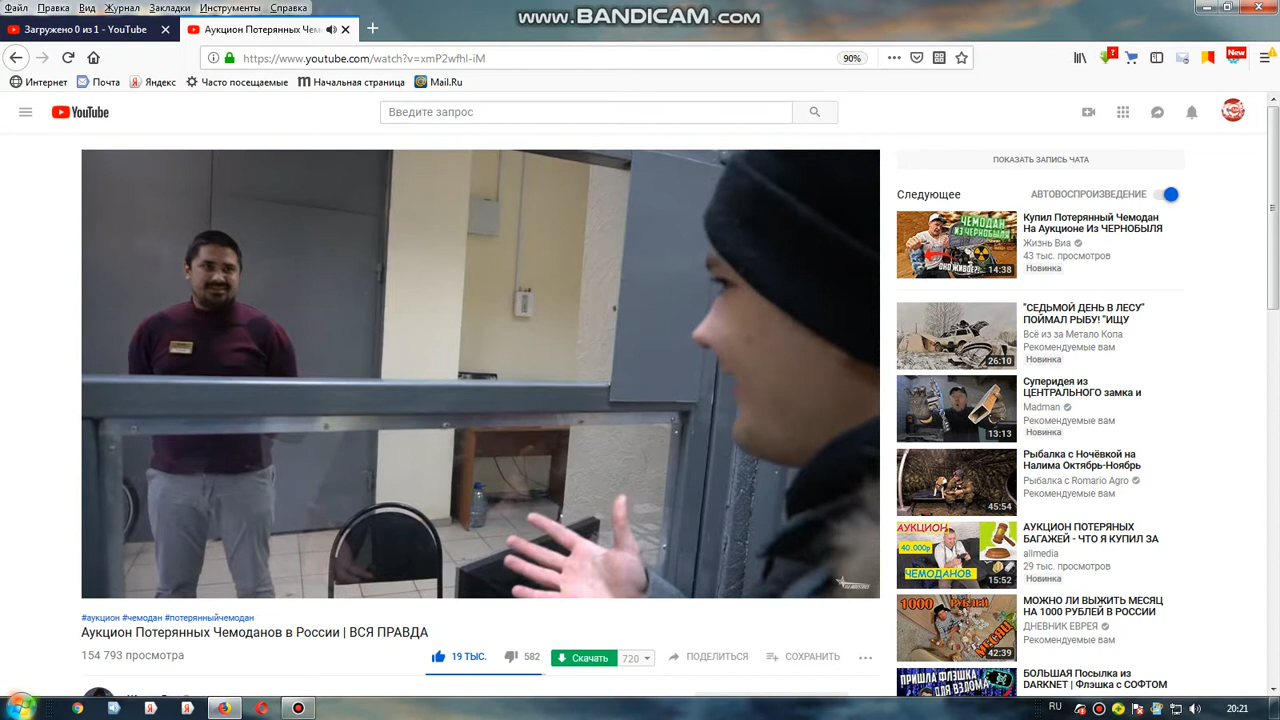 Файл Правка Вид Журнал Закладки Инструменты Справка
WWW.BANDICAM.COM
Загружено 0 из 1 - YouTube
Аукцион Потерянных Чем
https://www.youtube.com/watch?v=xmP2wfhI-iM
90%
New
Интернет Почта Яндекс Часто посещаемые Начальная страница Mail.Ru
YouTube
Введите запрос
ПОКАЗАТЬ ЗАПИСЬ ЧАТА
Следующее
АВТОВОСПРОИЗВЕДЕНИЕ
ЧЕМОДАН
ИЗ ЧЕРНОБЫЛЯ
ОНО ЖИВОЕ?!
14:38
Купил Потерянный Чемодан
На Аукционе Из ЧЕРНОБЫЛЯ
Жизнь Виа
43 тыс. просмотров
Новинка
26:10
"СЕДЬМОЙ ДЕНЬ В ЛЕСУ"
ПОЙМАЛ РЫБУ! "ИЩУ
Всё из за Метало Копа
Рекомендуемые вам
Новинка
13:13
Суперидея из
ЦЕНТРАЛЬНОГО замка и
Madman
Рекомендуемые вам
Новинка
45:54
Рыбалка с Ночёвкой на
Налима Октябрь-Ноябрь
Рыбалка с Romario Agro
Рекомендуемые вам
АУКЦИОН
40.000р
ЧЕМОДАНОВ
15:52
АУКЦИОН ПОТЕРЯНЫХ
БАГАЖЕЙ - ЧТО Я КУПИЛ ЗА
allmedia
29 тыс. просмотров
Новинка
1000 РУБЛЕЙ
МЕСЯЦ
42:39
МОЖНО ЛИ ВЫЖИТЬ МЕСЯЦ
НА 1000 РУБЛЕЙ В РОССИИ
ДНЕВНИК ЕВРЕЯ
Рекомендуемые вам
ПРИШЛА ФЛЭШКА
ДЛЯ ВЗЛОМА
БОЛЬШАЯ Посылка из
DARKNET | Флэшка с СОФТОМ
#аукцион #чемодан #потерянныйчемодан
Аукцион Потерянных Чемоданов в России | ВСЯ ПРАВДА
154 793 просмотра
19 ТЫС.
582
Скачать
720
ПОДЕЛИТЬСЯ
СОХРАНИТЬ
RU
20:21